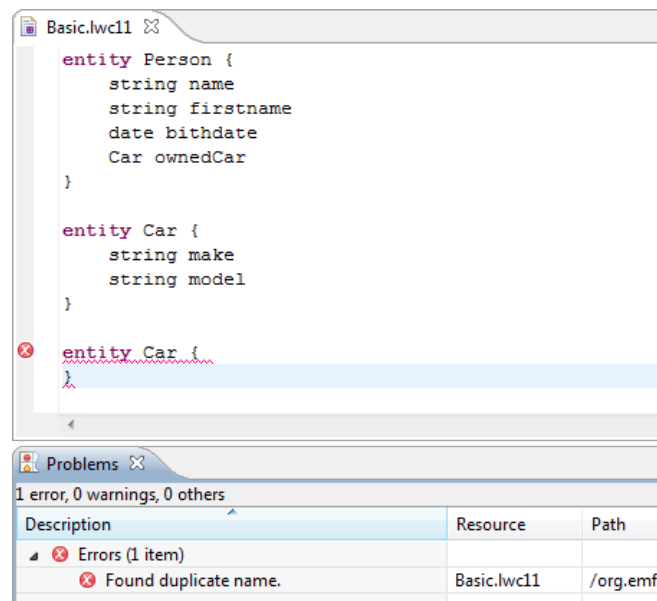 Basic.lwc11
entity Person {
string name
string firstname
date bithdate
Car ownedCar
}
entity Car {
string make
string model
}
entity Car {
}
Problems
1 error, 0 warnings, 0 others
Description Resource Path
Errors (1 item)
Found duplicate name. Basic.lwc11 /org.emf